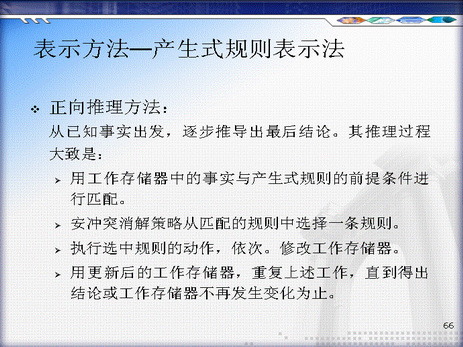 表示方法—产生式规则表示法
正向推理方法：
从已知事实出发，逐步推导出最后结论。其推理过程
大致是：
用工作存储器中的事实与产生式规则的前提条件进
行匹配。
安冲突消解策略从匹配的规则中选择一条规则。
执行选中规则的动作，依次。修改工作存储器。
用更新后的工作存储器，重复上述工作，直到得出
结论或工作存储器不再发生变化为止。
66